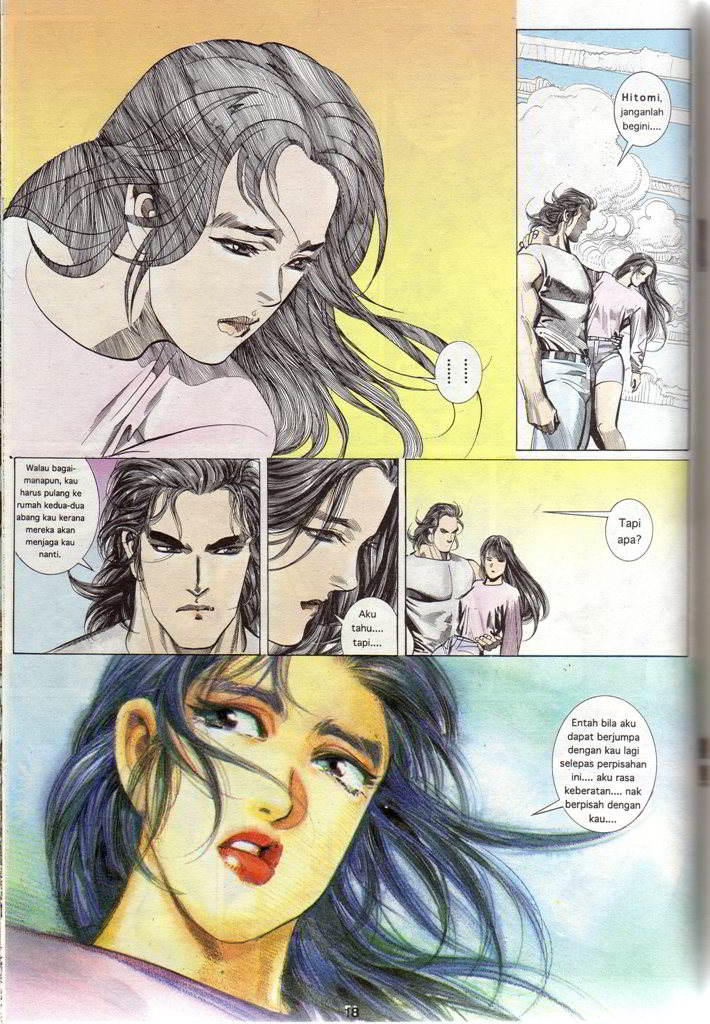 Hitomi,
janganlah
begini....
Walau bagai-
manapun, kau
harus pulang ke
rumah kedua-dua
abang kau kerana
mereka akan
menjaga kau
nanti.
Aku
tahu....
tapi....
Tapi
apa?
Entah bila aku
dapat berjumpa
dengan kau lagi
selepas perpisahan
ini.... aku rasa
keberatan.... nak
berpisah dengan
kau....
18